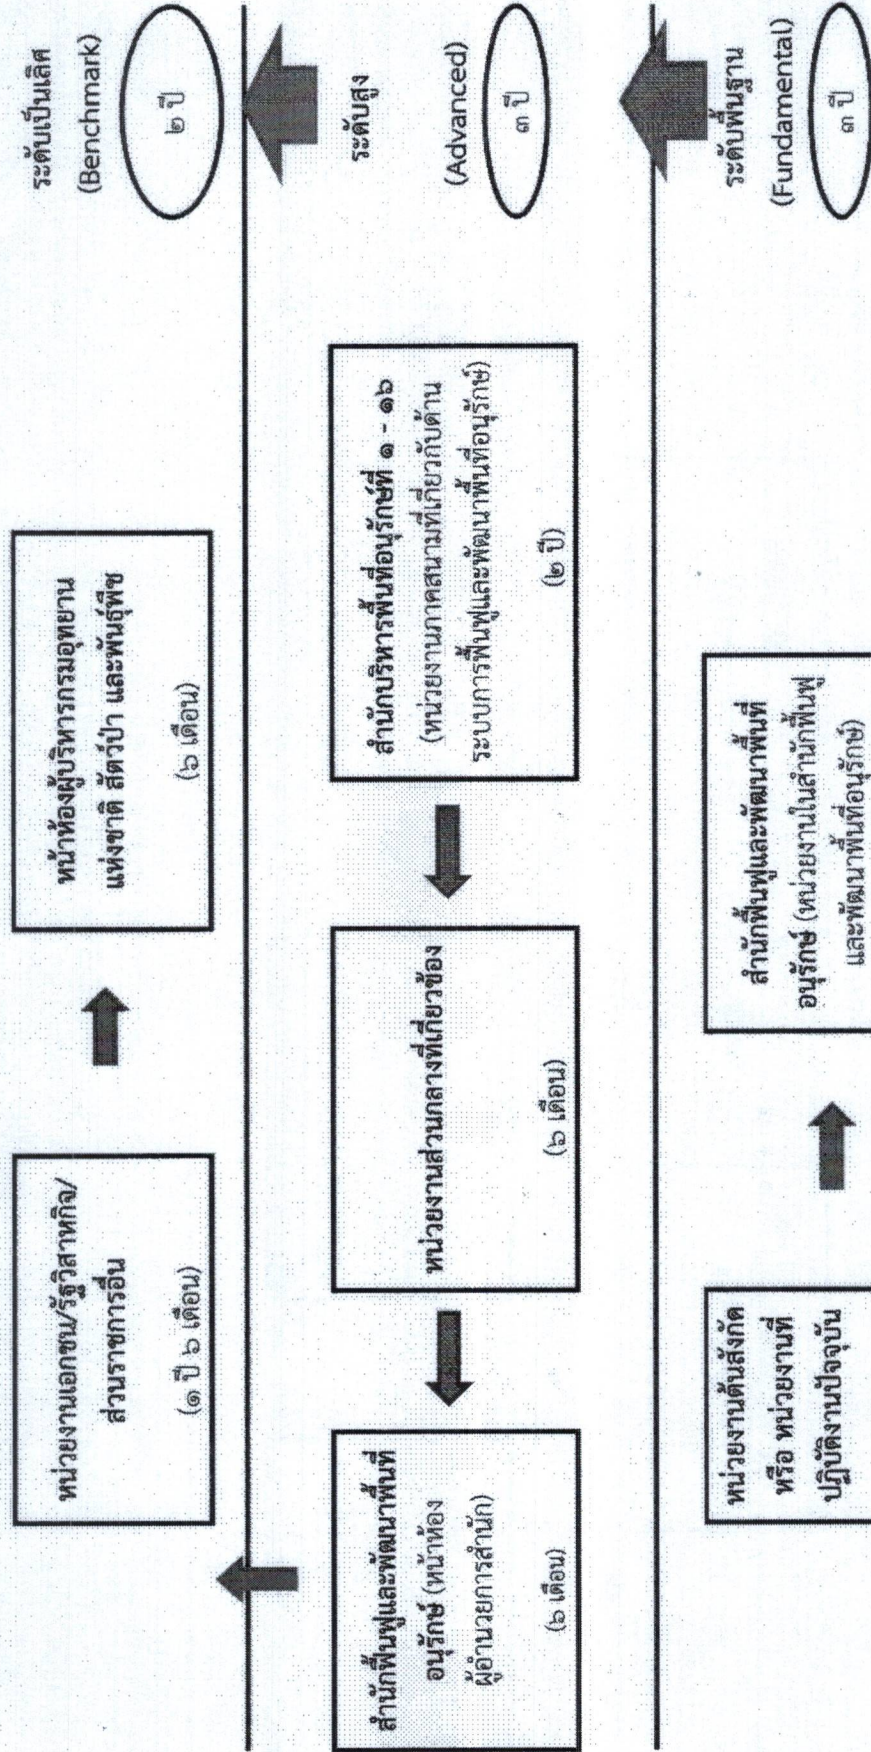 ระดับเป็นเลิศ
(Benchmark)
๒ ปี
หน่วยงานเอกชน/รัฐวิสาหกิจ/
ส่วนราชการอื่น
(๑ ปี ๖ เดือน)
หน้าห้องผู้บริหารกรมอุทยาน
แห่งชาติ สัตว์ป่า และพันธุ์พืช
(๖ เดือน)
ระดับสูง
(Advanced)
๓ ปี
สำนักฟื้นฟูและพัฒนาพื้นที่
อนุรักษ์ (หน้าห้อง
ผู้อำนวยการสำนัก)
(๖ เดือน)
หน่วยงานส่วนกลางที่เกี่ยวข้อง
(๖ เดือน)
สำนักบริหารพื้นที่อนุรักษ์ที่ ๑ - ๑๖
(หน่วยงานภาคสนามที่เกี่ยวกับด้าน
ระบบการฟื้นฟูและพัฒนาพื้นที่อนุรักษ์)
(๒ ปี)
ระดับพื้นฐาน
(Fundamental)
๓ ปี
หน่วยงานต้นสังกัด
หรือ หน่วยงานที่
ปฏิบัติงานปัจจุบัน
สำนักฟื้นฟูและพัฒนาพื้นที่
อนุรักษ์ (หน่วยงานในสำนักฟื้นฟู
และพัฒนาพื้นที่อนุรักษ์)